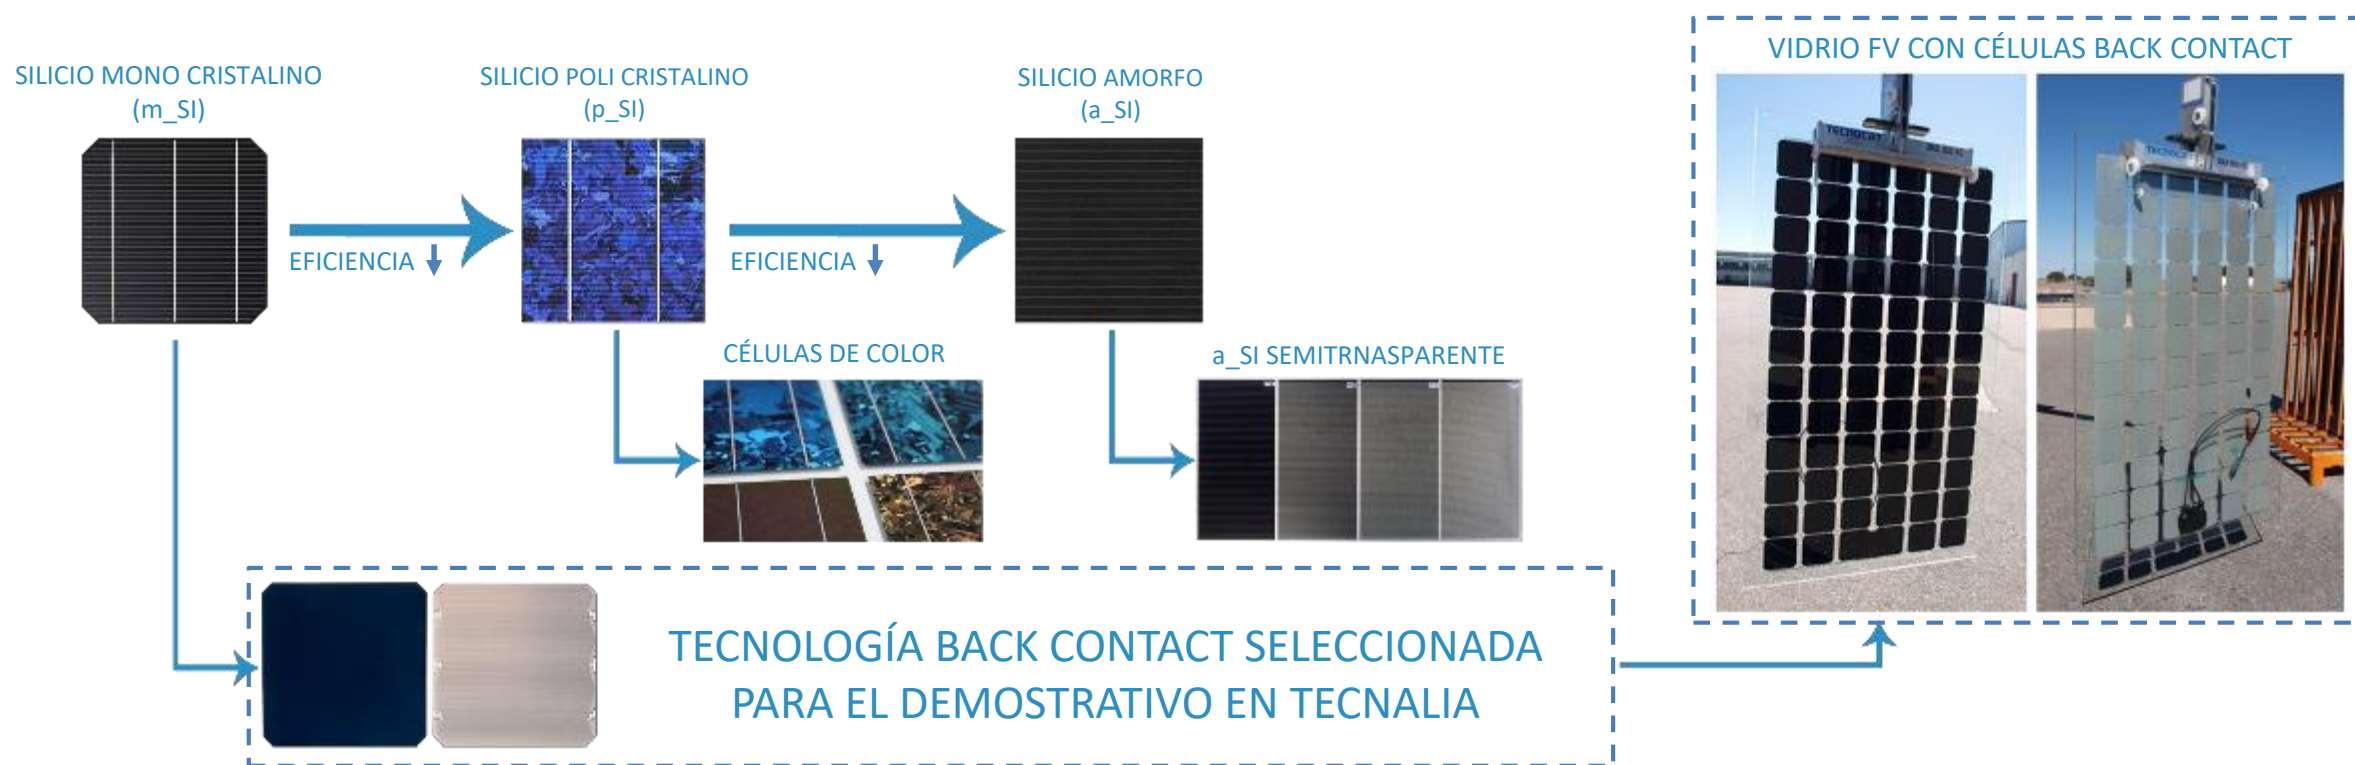 VIDRIO FV CON CÉLULAS BACK CONTACT
SILICIO MONO CRISTALINO
(m_SI)
SILICIO POLI CRISTALINO
(p_SI)
SILICIO AMORFO
(a_SI)
EFICIENCIA
EFICIENCIA
CÉLULAS DE COLOR
a_SI SEMITRNASPARENTE
TECNOLOGÍA BACK CONTACT SELECCIONADA
PARA EL DEMOSTRATIVO EN TECNALIA